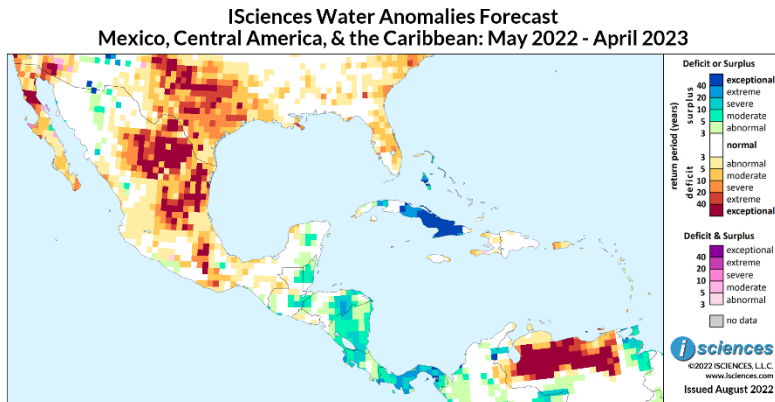 ISciences Water Anomalies Forecast
Mexico, Central America, & the Caribbean: May 2022 - April 2023
Deficit or Surplus
exceptional
40
extreme
20
severe
10
moderate
5
abnormal
3
normal
3
abnormal
5
moderate
10
severe
20
extreme
40
exceptional
surplus
deficit
return period (years)
Deficit & Surplus
exceptional
40
extreme
20
severe
10
moderate
5
abnormal
3
no data
i sciences
©2022 ISCIENCES, L.L.C.
www.isciences.com
Issued August 2022